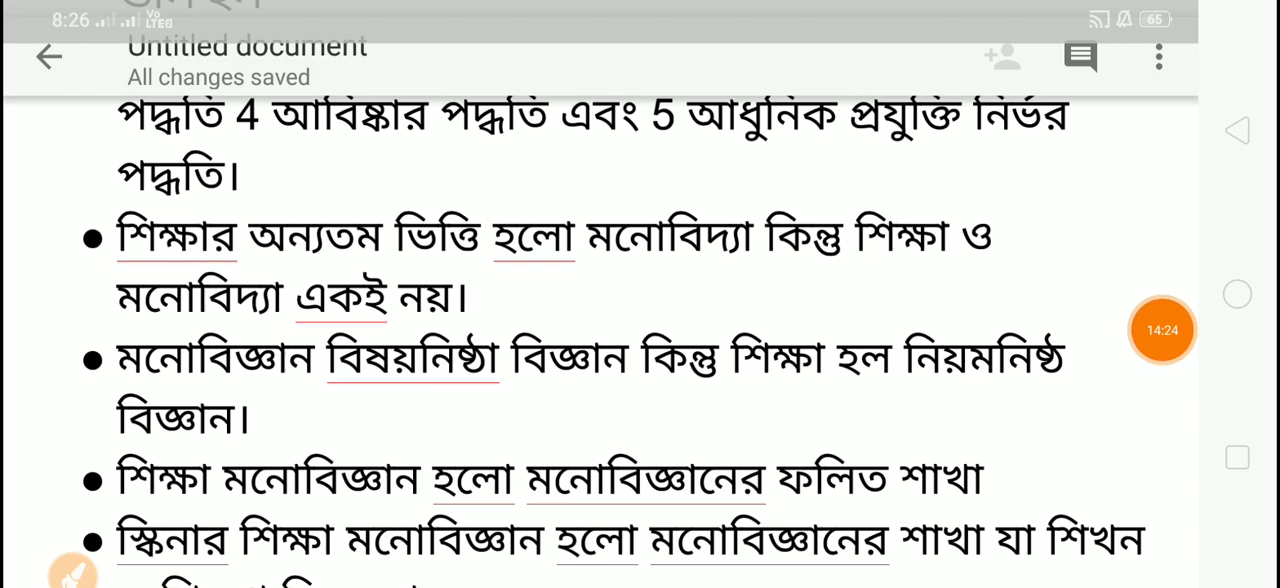 8:26 Vo LTE2 65
Untitled document
All changes saved
পদ্ধতি 4 আবিষ্কার পদ্ধতি এবং 5 আধুনিক প্রযুক্তি নির্ভর
পদ্ধতি।
● শিক্ষার অন্যতম ভিত্তি হলো মনোবিদ্যা কিন্তু শিক্ষা ও
মনোবিদ্যা একই নয়।
14:24
● মনোবিজ্ঞান বিষয়নিষ্ঠা বিজ্ঞান কিন্তু শিক্ষা হল নিয়মনিষ্ঠ
বিজ্ঞান।
● শিক্ষা মনোবিজ্ঞান হলো মনোবিজ্ঞানের ফলিত শাখা
● স্কিনার শিক্ষা মনোবিজ্ঞান হলো মনোবিজ্ঞানের শাখা যা শিখন